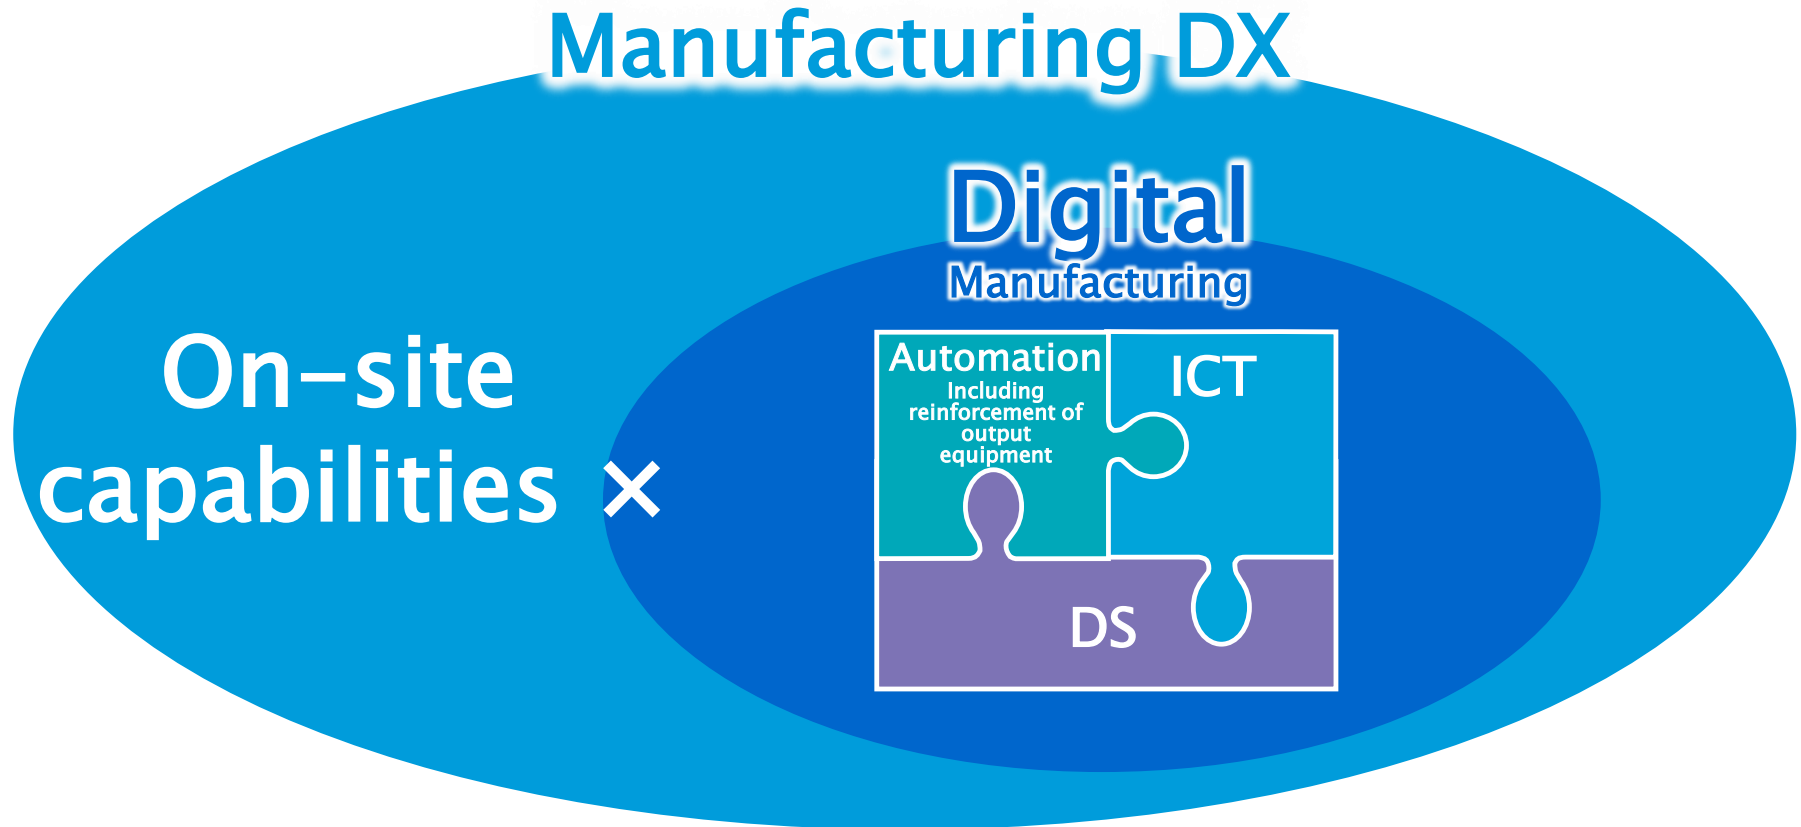 Manufacturing DX
Digital
Manufacturing
On-site
capabilities ×
Automation
Including
reinforcement of
output
equipment
ICT
DS